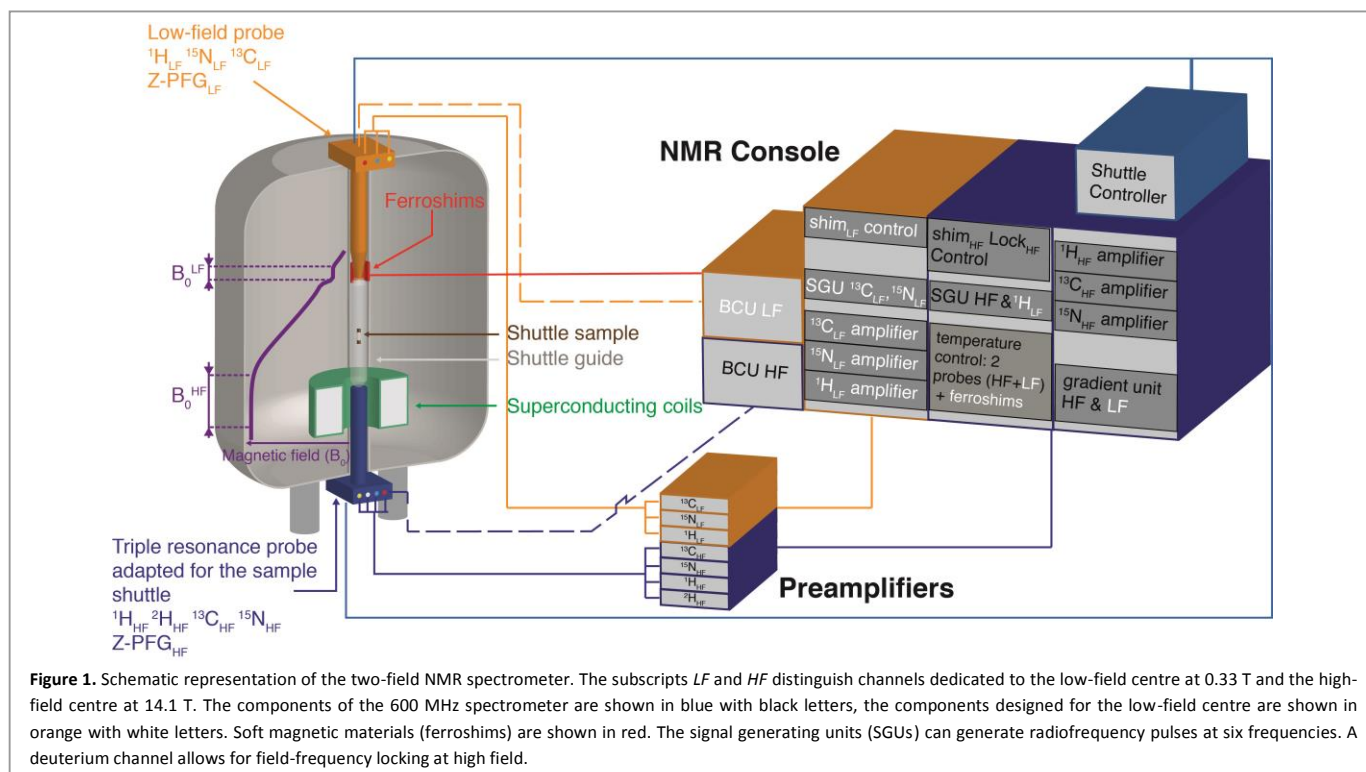 Low-field probe
¹H_LF ¹⁵N_LF ¹³C_LF
Z-PFG_LF
NMR Console
Shuttle
Controller
Ferroshims
B₀^LF
shim_LF control
shim_HF Lock_HF
Control
¹H_HF amplifier
¹³C_HF amplifier
¹⁵N_HF amplifier
BCU LF
SGU ¹³C_LF, ¹⁵N_LF
SGU HF & ¹H_LF
Shuttle sample
Shuttle guide
¹³C_LF amplifier
¹⁵N_LF amplifier
¹H_LF amplifier
temperature
control: 2
probes (HF+LF)
+ ferroshims
BCU HF
gradient unit
HF & LF
B₀^HF
Superconducting coils
Magnetic field (B₀)
¹³C_LF
¹⁵N_LF
¹H_LF
¹³C_HF
¹⁵N_HF
¹H_HF
²H_HF
Preamplifiers
Triple resonance probe
adapted for the sample
shuttle
¹H_HF ²H_HF ¹³C_HF ¹⁵N_HF
Z-PFG_HF
Figure 1. Schematic representation of the two-field NMR spectrometer. The subscripts LF and HF distinguish channels dedicated to the low-field centre at 0.33 T and the high-
field centre at 14.1 T. The components of the 600 MHz spectrometer are shown in blue with black letters, the components designed for the low-field centre are shown in
orange with white letters. Soft magnetic materials (ferroshims) are shown in red. The signal generating units (SGUs) can generate radiofrequency pulses at six frequencies. A
deuterium channel allows for field-frequency locking at high field.